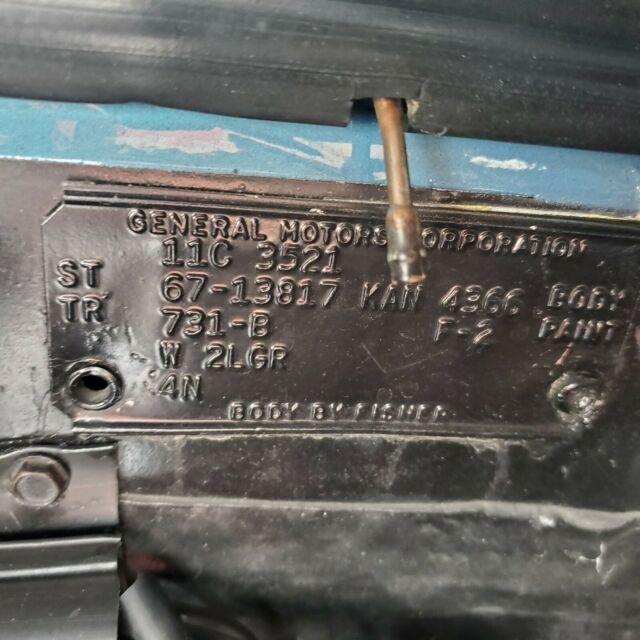 GENERAL MOTORS CORPORATION
11C 3521
ST 67-13817 KAN 4366 BODY
TR 731-B F-2 PAINT
W 2LGR
4N
BODY BY FISHER